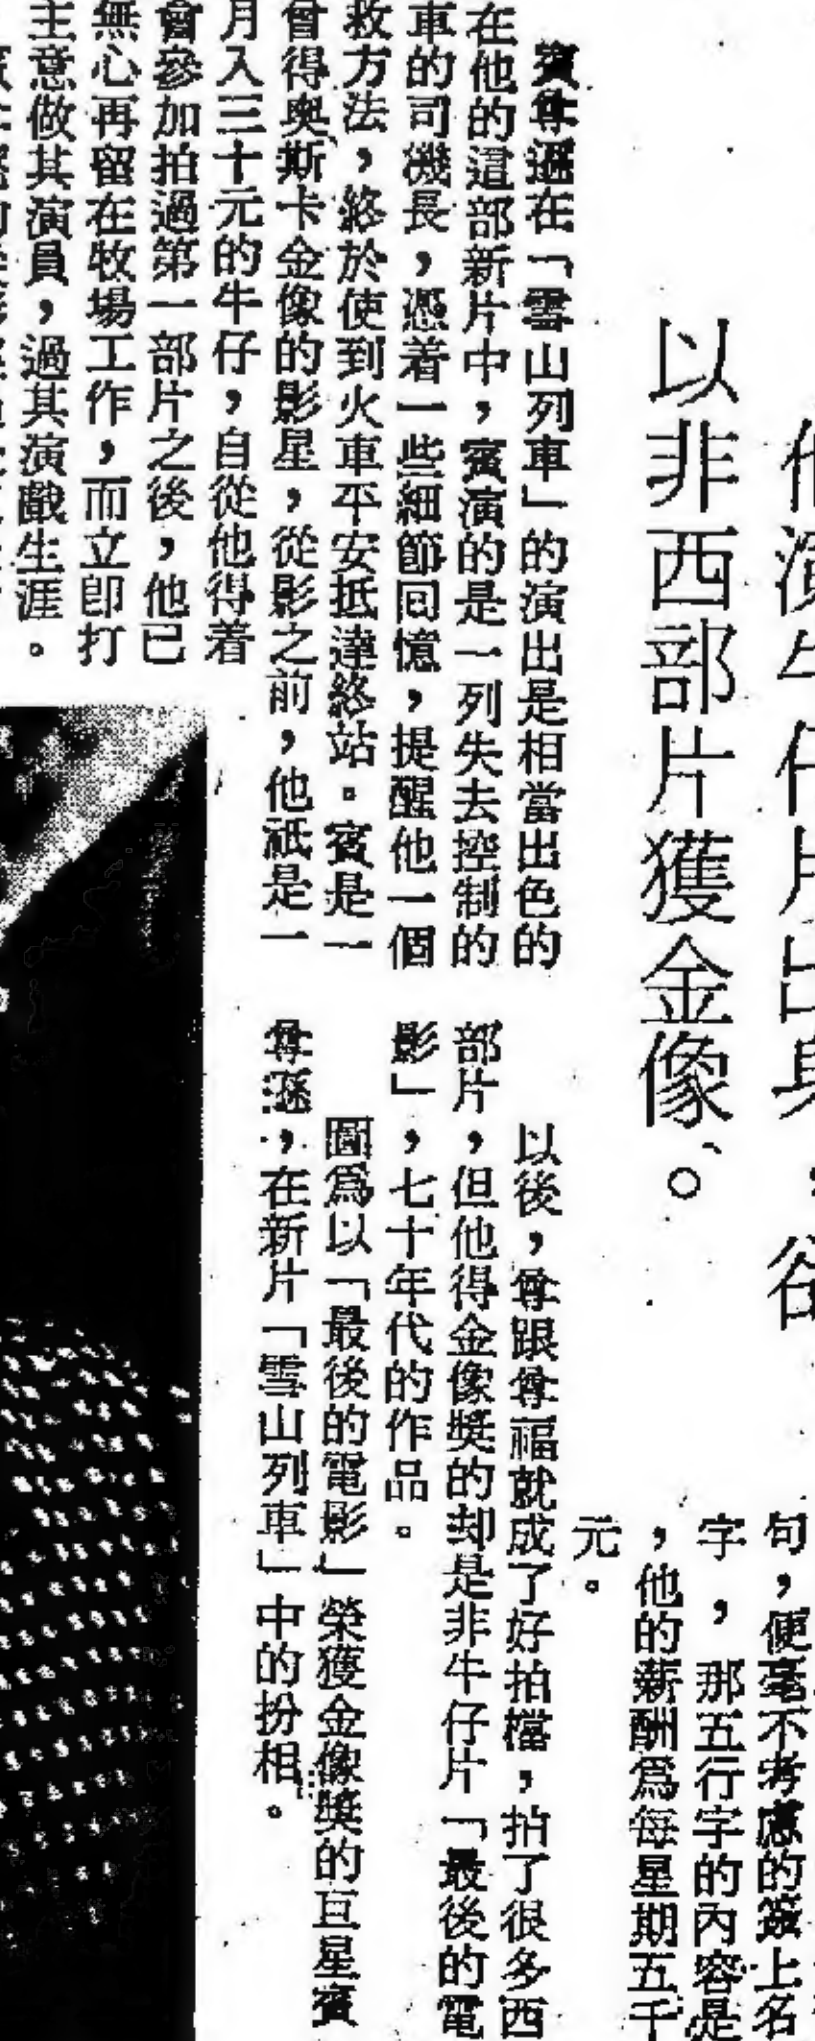 他演牛仔片出身，卻
以非西部片獲金像。
賓尊遜在「雪山列車」的演出是相當出色的
在他的這部新片中，賓演的是一列失去控制的
車的司機長，憑着一些細節回憶，提醒他一個
救方法，終於使到火車平安抵達終站。賓是一
曾得奧斯卡金像的影星，從影之前，他祇是一
月入三十元的牛仔，自從他得着
會參加拍過第一部片之後，他已
無心再留在牧場工作，而立卽打
主意做其演員，過其演戲生涯。
句，便毫不考慮的簽上名
字，那五行字的內容是
，他的薪酬爲每星期五千
元。
以後，尊跟尊福就成了好拍檔，拍了很多西
部片，但他得金像獎的却是非牛仔片「最後的電
影」，七十年代的作品。
圖爲以「最後的電影」榮獲金像獎的巨星賓
尊遜，在新片「雪山列車」中的扮相。